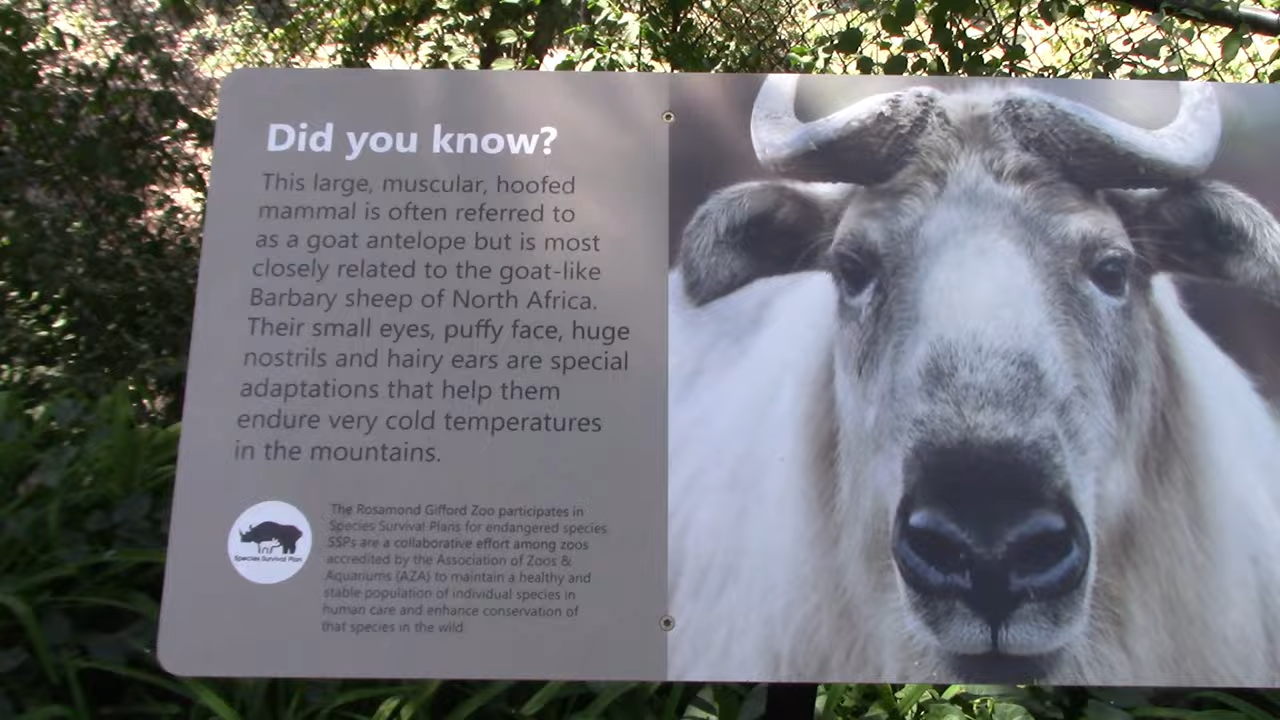 Did you know?
This large, muscular, hoofed
mammal is often referred to
as a goat antelope but is most
closely related to the goat-like
Barbary sheep of North Africa.
Their small eyes, puffy face, huge
nostrils and hairy ears are special
adaptations that help them
endure very cold temperatures
in the mountains.
Species Survival Plan
The Rosamond Gifford Zoo participates in
Species Survival Plans for endangered species
SSPs are a collaborative effort among zoos
accredited by the Association of Zoos &
Aquariums (AZA) to maintain a healthy and
stable population of individual species in
human care and enhance conservation of
that species in the wild